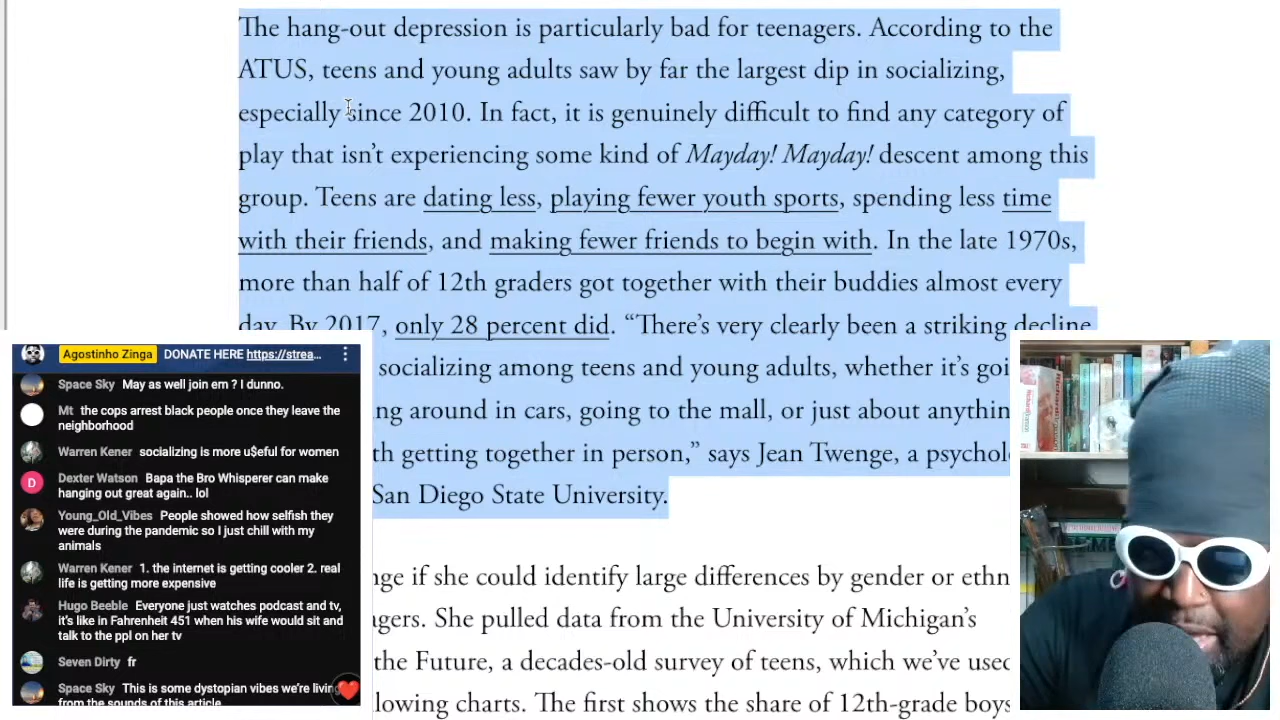 The hang-out depression is particularly bad for teenagers. According to the
ATUS, teens and young adults saw by far the largest dip in socializing,
especially since 2010. In fact, it is genuinely difficult to find any category of
play that isn’t experiencing some kind of Mayday! Mayday! descent among this
group. Teens are dating less, playing fewer youth sports, spending less time
with their friends, and making fewer friends to begin with. In the late 1970s,
more than half of 12th graders got together with their buddies almost every
day. By 2017, only 28 percent did. “There’s very clearly been a striking decline
socializing among teens and young adults, whether it’s goi
ng around in cars, going to the mall, or just about anythin
th getting together in person,” says Jean Twenge, a psychol
San Diego State University.
nge if she could identify large differences by gender or ethn
agers. She pulled data from the University of Michigan’s
the Future, a decades-old survey of teens, which we’ve used
lowing charts. The first shows the share of 12th-grade boys
Agostinho Zinga DONATE HERE https://strea...
Space Sky May as well join em ? I dunno.
Mt the cops arrest black people once they leave the
neighborhood
Warren Kener socializing is more u$eful for women
D Dexter Watson Bapa the Bro Whisperer can make
hanging out great again.. lol
Young_Old_Vibes People showed how selfish they
were during the pandemic so I just chill with my
animals
Warren Kener 1. the internet is getting cooler 2. real
life is getting more expensive
Hugo Beeble Everyone just watches podcast and tv,
it's like in Fahrenheit 451 when his wife would sit and
talk to the ppl on her tv
Seven Dirty fr
Space Sky This is some dystopian vibes we're livin
from the sounds of this article